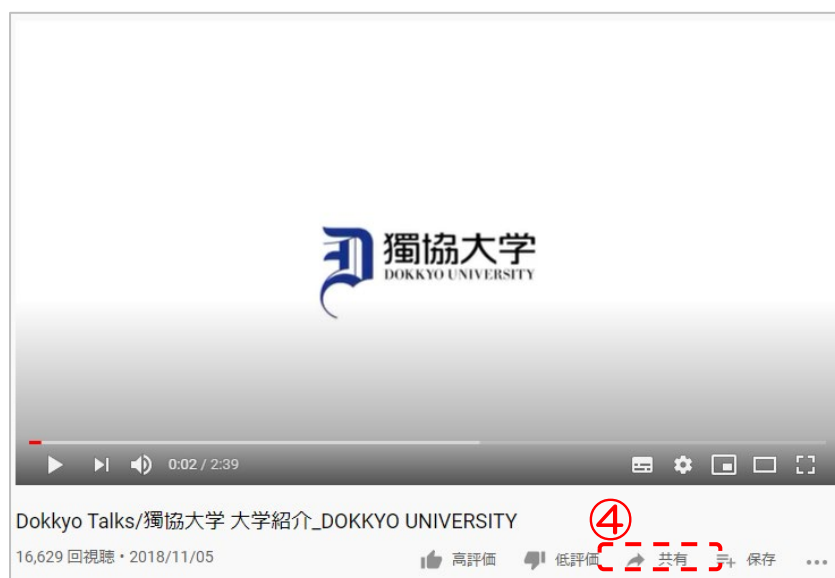 獨協大学
DOKKYO UNIVERSITY
0:02 / 2:39
Dokkyo Talks/獨協大学 大学紹介_DOKKYO UNIVERSITY
④
16,629 回視聴・2018/11/05 高評価 低評価 共有 保存